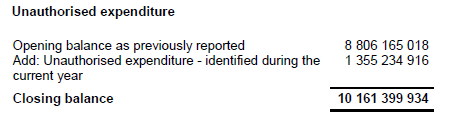 Unauthorised expenditure
Opening balance as previously reported 8 806 165 018
Add: Unauthorised expenditure - identified during the 1 355 234 916
current year
Closing balance 10 161 399 934